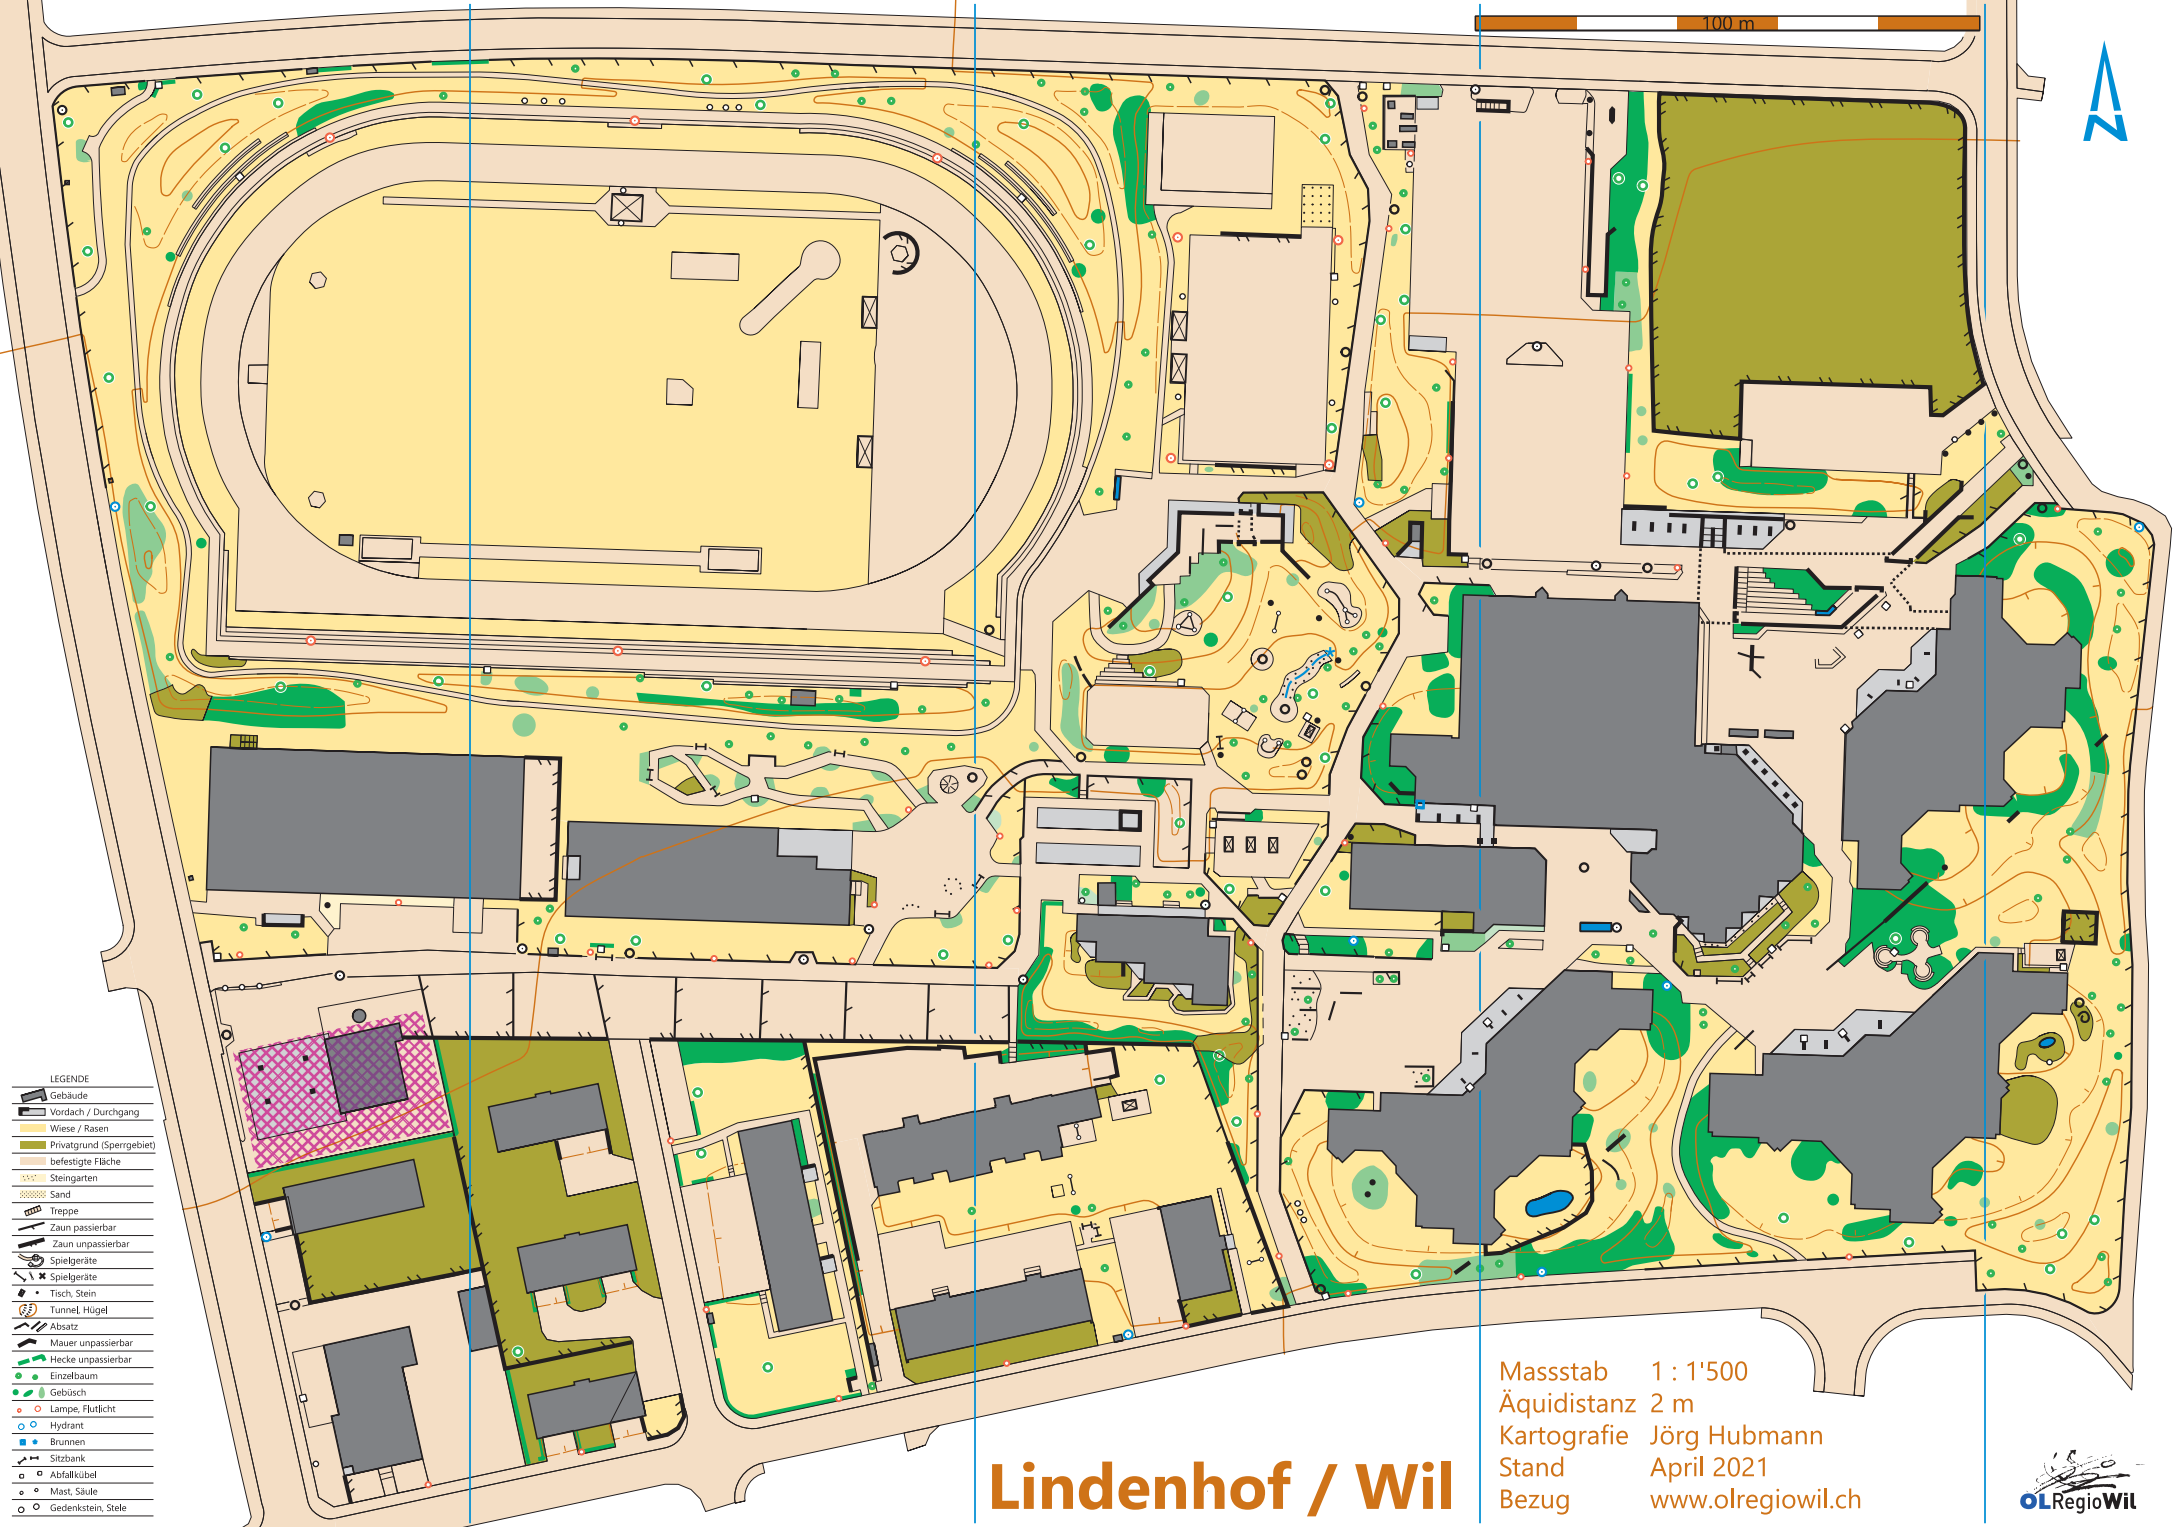 100 m
N
LEGENDE
Gebäude
Vordach / Durchgang
Wiese / Rasen
Privatgrund (Sperrgebiet)
befestigte Fläche
Steingarten
Sand
Treppe
Zaun passierbar
Zaun unpassierbar
Spielgeräte
Spielgeräte
Tisch, Stein
Tunnel, Hügel
Absatz
Mauer unpassierbar
Hecke unpassierbar
Einzelbaum
Gebüsch
Lampe, Flutlicht
Hydrant
Brunnen
Sitzbank
Abfallkübel
Mast, Säule
Gedenkstein, Stele
Lindenhof / Wil
Massstab 1 : 1'500
Äquidistanz 2 m
Kartografie Jörg Hubmann
Stand April 2021
Bezug www.olregiowil.ch
OLRegioWil